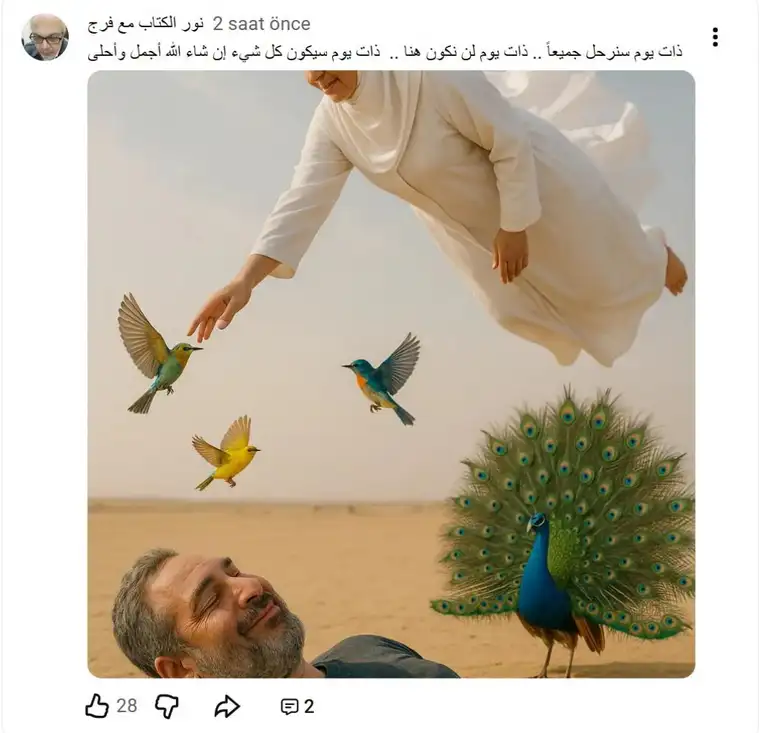 نور الكتاب مع فرج 2 saat önce
ذات يوم سنرحل جميعاً .. ذات يوم لن نكون هنا .. ذات يوم سيكون كل شيء إن شاء الله أجمل وأحلى
28 2